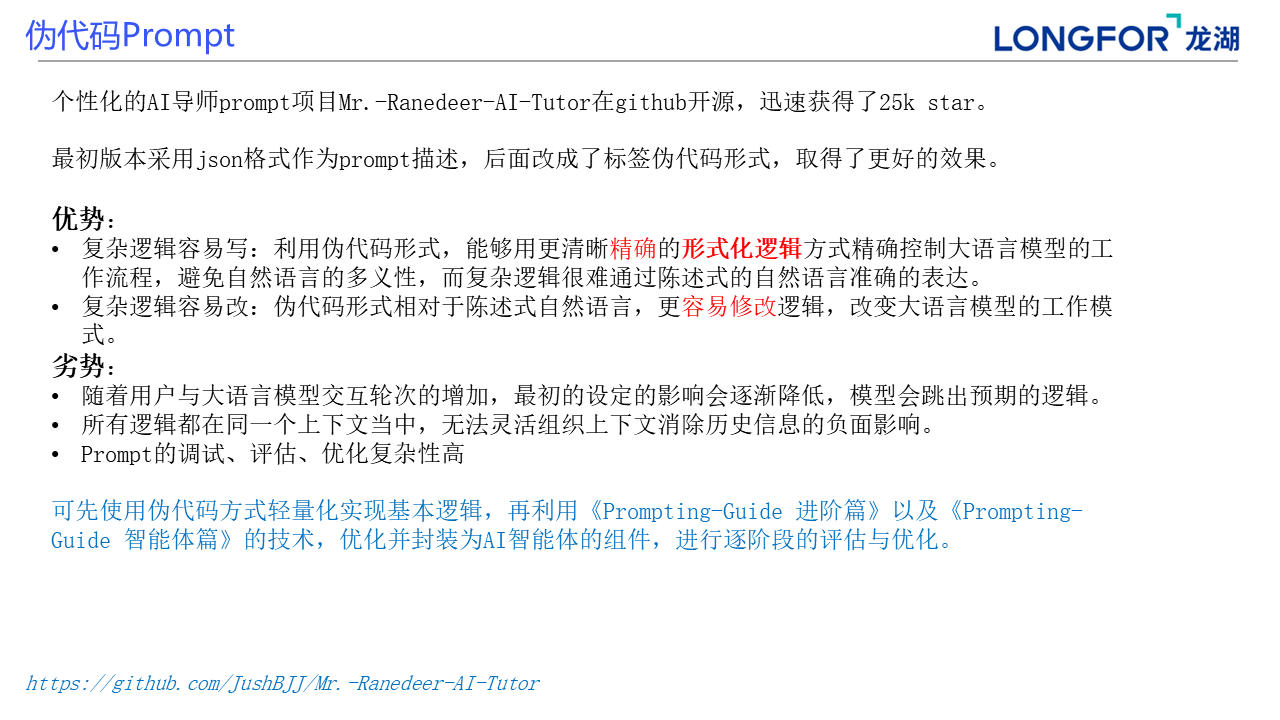 伪代码Prompt
LONGFOR龙湖
个性化的AI导师prompt项目Mr.-Ranedeer-AI-Tutor在github开源，迅速获得了25k star。
最初版本采用json格式作为prompt描述，后面改成了标签伪代码形式，取得了更好的效果。
优势：
• 复杂逻辑容易写：利用伪代码形式，能够用更清晰精确的形式化逻辑方式精确控制大语言模型的工
作流程，避免自然语言的多义性，而复杂逻辑很难通过陈述式的自然语言准确的表达。
• 复杂逻辑容易改：伪代码形式相对于陈述式自然语言，更容易修改逻辑，改变大语言模型的工作模
式。
劣势：
• 随着用户与大语言模型交互轮次的增加，最初的设定的影响会逐渐降低，模型会跳出预期的逻辑。
• 所有逻辑都在同一个上下文当中，无法灵活组织上下文消除历史信息的负面影响。
• Prompt的调试、评估、优化复杂性高
可先使用伪代码方式轻量化实现基本逻辑，再利用《Prompting-Guide 进阶篇》以及《Prompting-
Guide 智能体篇》的技术，优化并封装为AI智能体的组件，进行逐阶段的评估与优化。
https://github.com/JushBJJ/Mr.-Ranedeer-AI-Tutor